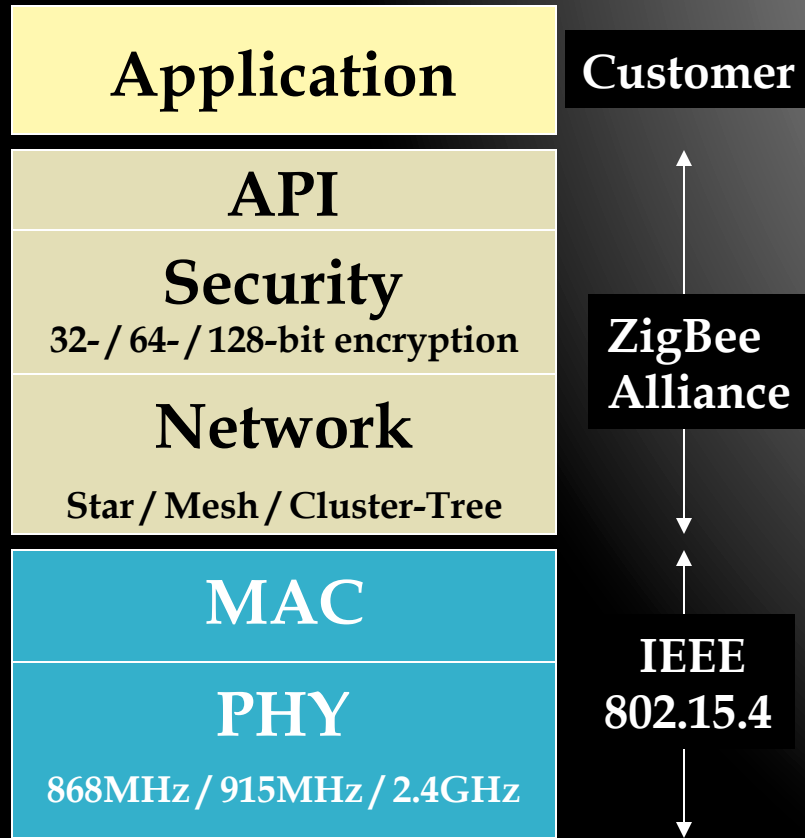 Application
Customer
API
Security
32- / 64- / 128-bit encryption
Network
Star / Mesh / Cluster-Tree
ZigBee
Alliance
MAC
PHY
868MHz / 915MHz / 2.4GHz
IEEE
802.15.4